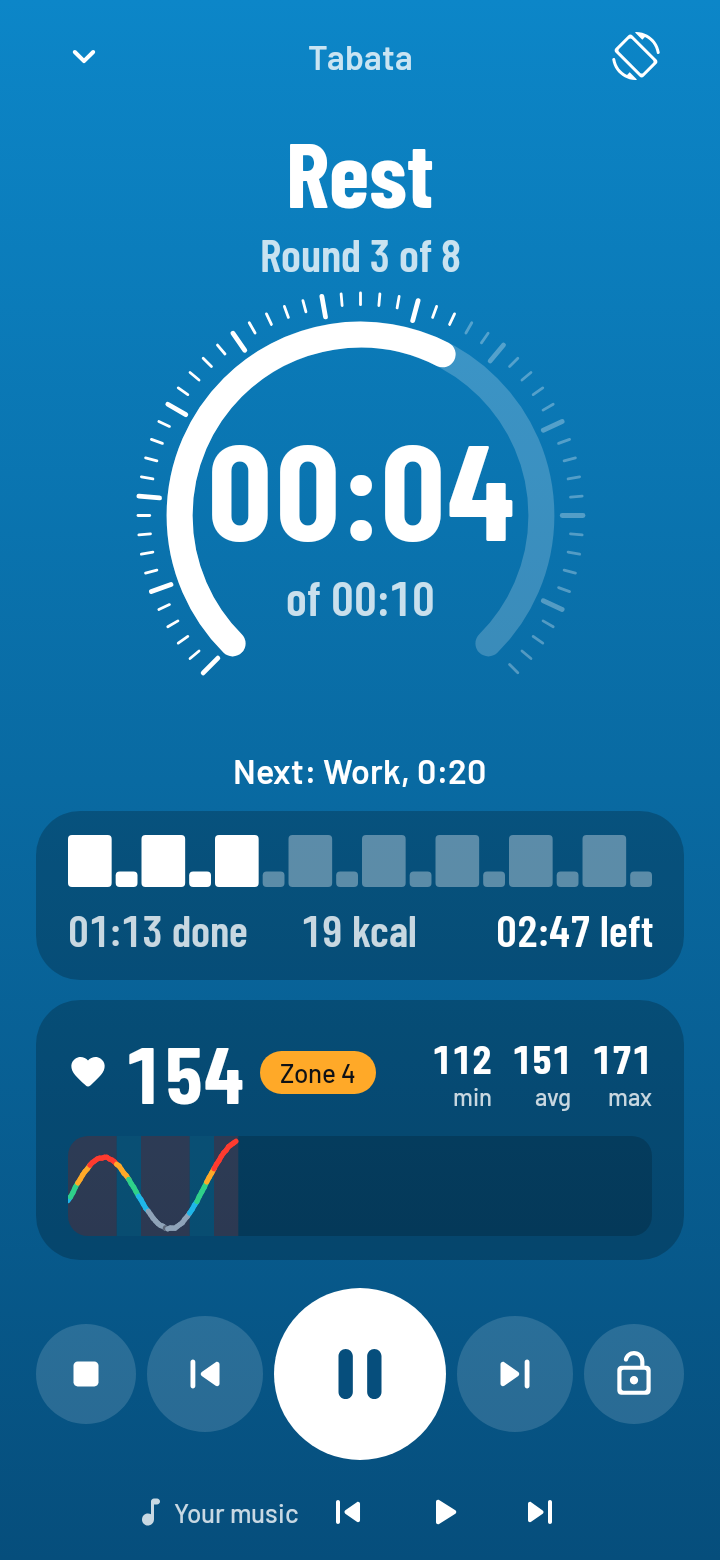 Tabata
Rest
Round 3 of 8
00:04
of 00:10
Next: Work, 0:20
01:13 done 19 kcal 02:47 left
154 Zone 4 112 151 171
min avg max
Your music